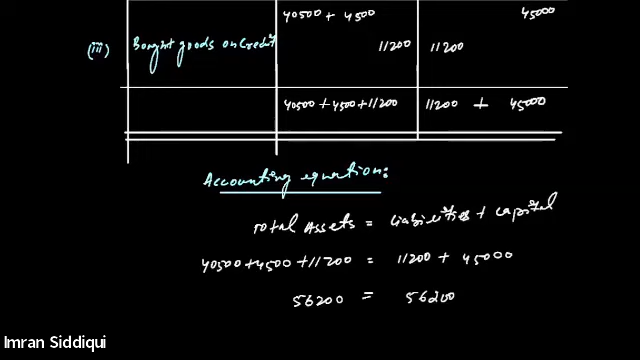 40500 + 4500 45000
(iii) Bought goods on Credit 11200 11200
40500 + 4500 + 11200 11200 + 45000
Accounting equation:
Total Assets = Liabilities + Capital
40500 + 4500 + 11200 = 11200 + 45000
56200 = 56200
Imran Siddiqui